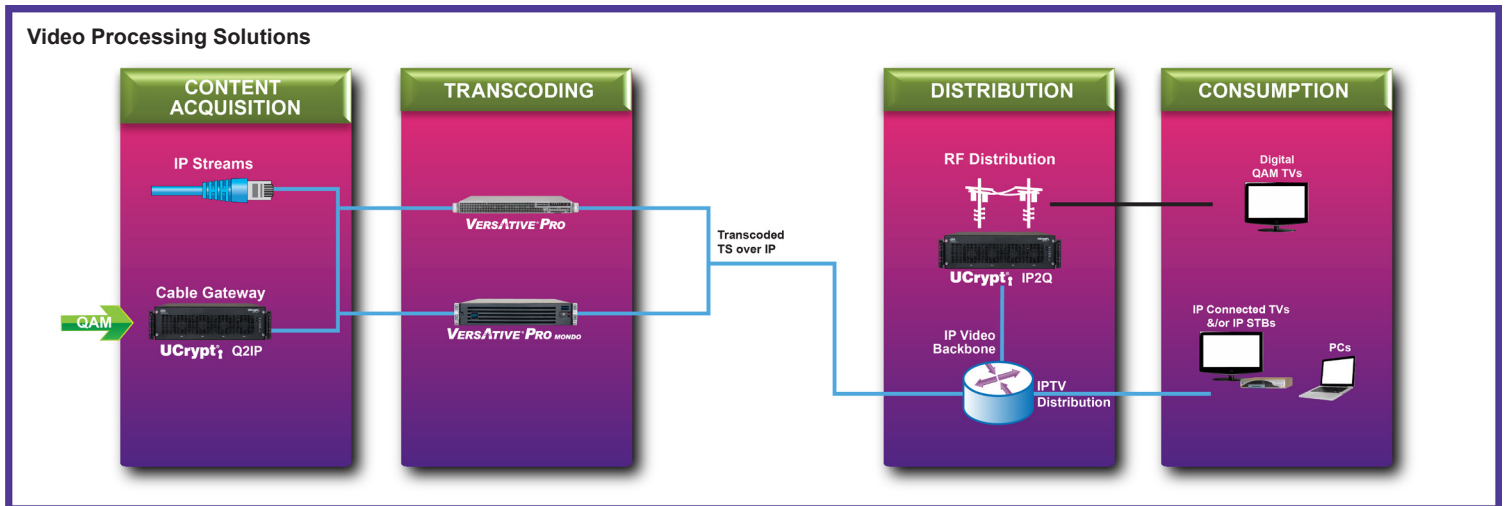 Video Processing Solutions
CONTENT
ACQUISITION
IP Streams
Cable Gateway
QAM
UCrypt Q2IP
TRANSCODING
VERSATIVE PRO
VERSATIVE PRO MONDO
Transcoded
TS over IP
DISTRIBUTION
RF Distribution
UCrypt IP2Q
IP Video
Backbone
IPTV
Distribution
CONSUMPTION
Digital
QAM TVs
IP Connected TVs
&/or IP STBs
PCs